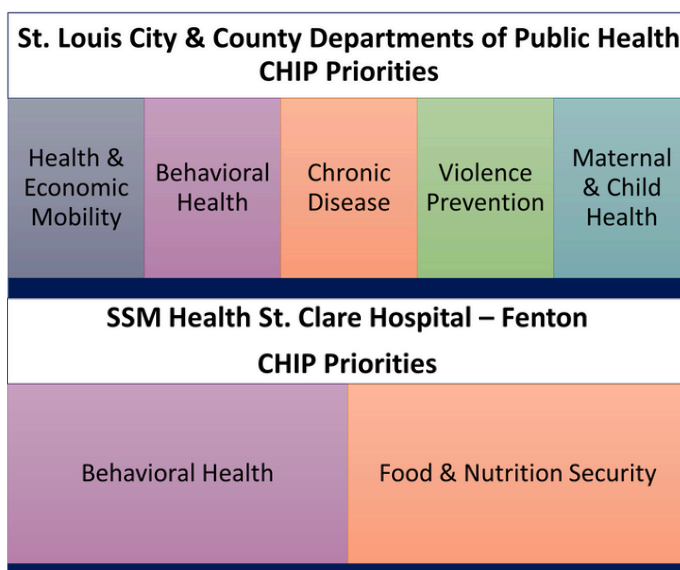 St. Louis City & County Departments of Public Health
CHIP Priorities
Health &
Economic
Mobility
Behavioral
Health
Chronic
Disease
Violence
Prevention
Maternal
& Child
Health
SSM Health St. Clare Hospital – Fenton
CHIP Priorities
Behavioral Health
Food & Nutrition Security